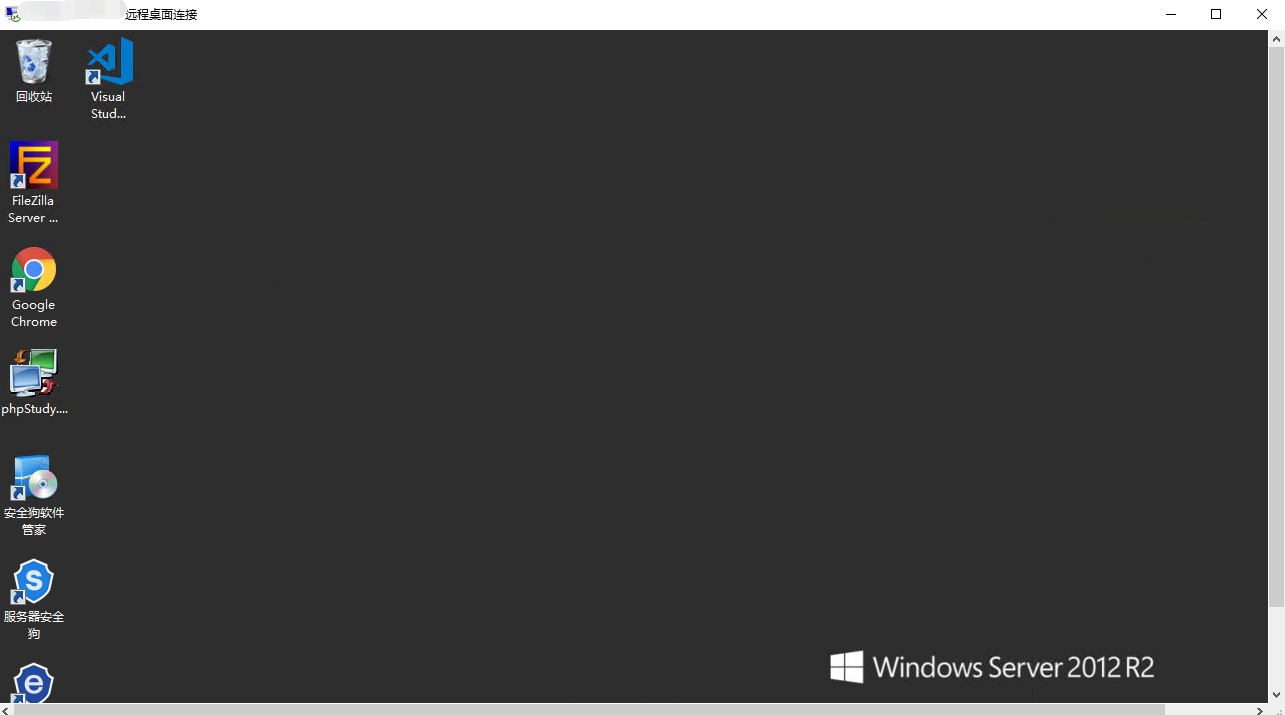 远程桌面连接
回收站
Visual
Stud...
FileZilla
Server ...
Google
Chrome
phpStudy....
安全狗软件
管家
服务器安全
狗
Windows Server 2012 R2